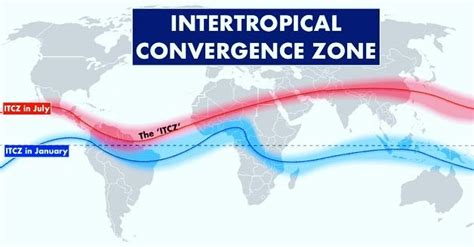 INTERTROPICAL
CONVERGENCE ZONE
ITCZ in July
The 'ITCZ'
ITCZ in January